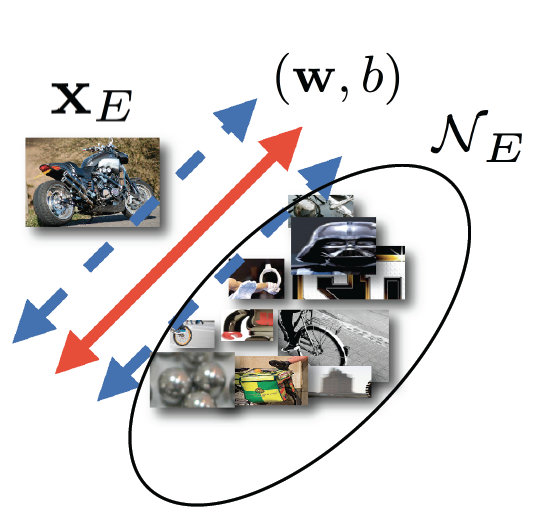 (𝐰, b)
𝐱_E
𝒩_E